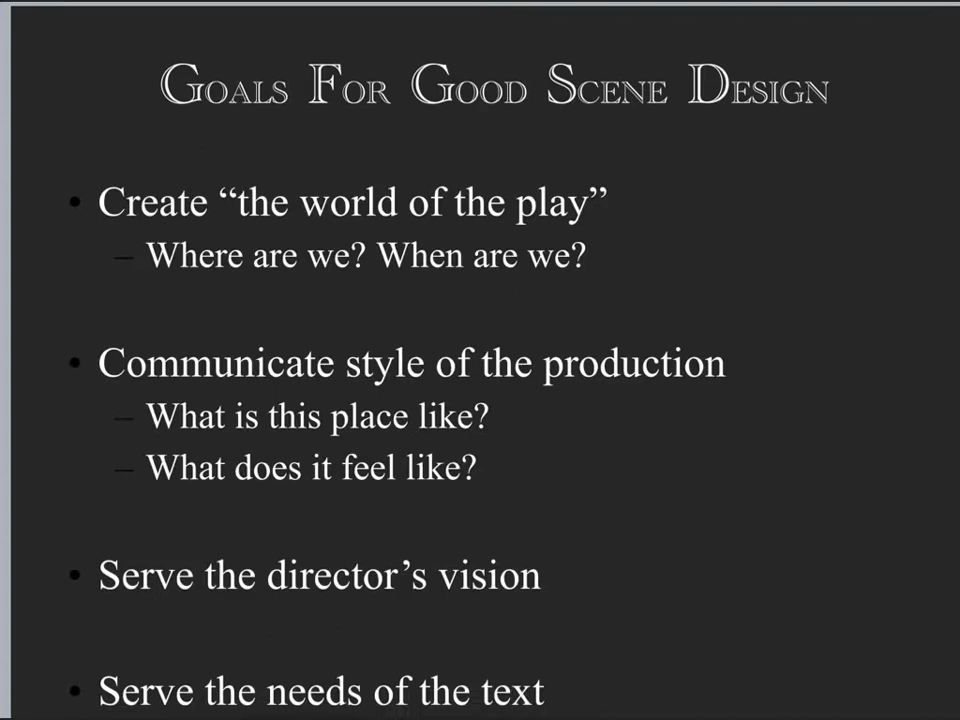 Goals For Good Scene Design
• Create “the world of the play”
– Where are we? When are we?
• Communicate style of the production
– What is this place like?
– What does it feel like?
• Serve the director’s vision
• Serve the needs of the text